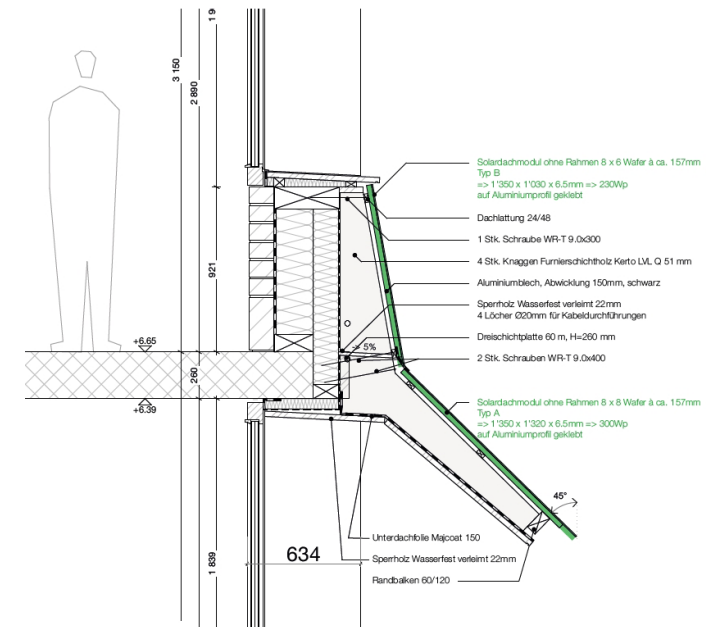 19
3 150
2 890
Solardachmodul ohne Rahmen 8 x 6 Wafer à ca. 157mm
Typ B
=> 1'350 x 1'030 x 6.5mm => 230Wp
auf Aluminiumprofil geklebt
Dachlattung 24/48
1 Stk. Schraube WR-T 9.0x300
4 Stk. Knaggen Furnierschichtholz Kerto LVL Q 51 mm
921
Aluminiumblech, Abwicklung 150mm, schwarz
Sperrholz Wasserfest verleimt 22mm
4 Löcher Ø20mm für Kabeldurchführungen
Dreischichtplatte 60 m, H=260 mm
+6.65
5%
2 Stk. Schrauben WR-T 9.0x400
260
+6.39
Solardachmodul ohne Rahmen 8 x 8 Wafer à ca. 157mm
Typ A
=> 1'350 x 1'320 x 6.5mm => 300Wp
auf Aluminiumprofil geklebt
45°
Unterdachfolie Majcoat 150
634
Sperrholz Wasserfest verleimt 22mm
1 839
Randbalken 60/120